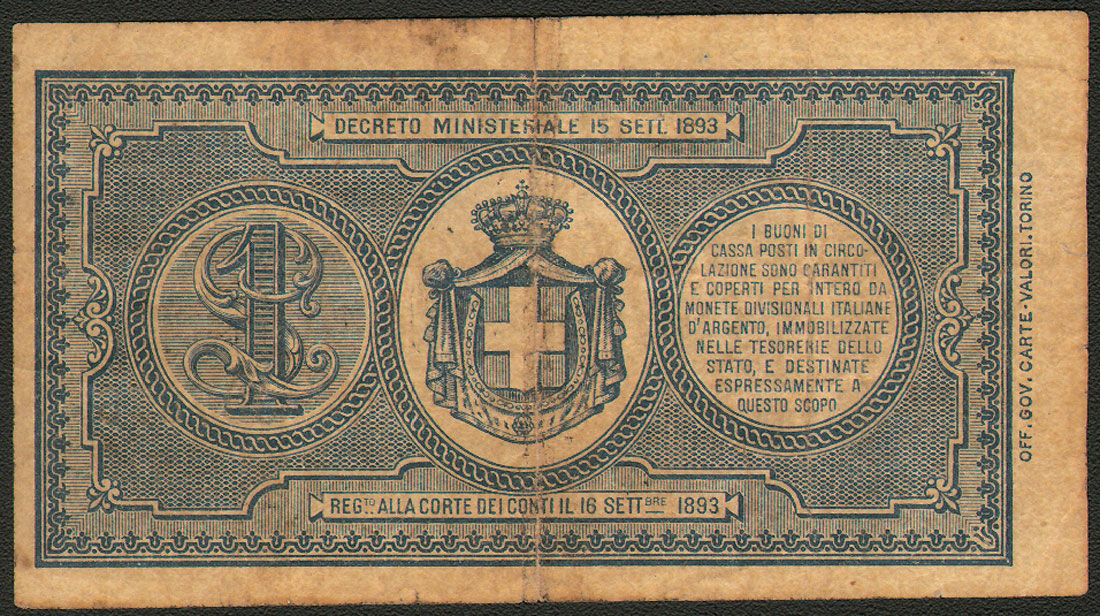 DECRETO MINISTERIALE 15 SETT. 1893
1
I BUONI DI
CASSA POSTI IN CIRCO-
LAZIONE SONO GARANTITI
E COPERTI PER INTERO DA
MONETE DIVISIONALI ITALIANE
D'ARGENTO, IMMOBILIZZATE
NELLE TESORERIE DELLO
STATO, E DESTINATE
ESPRESSAMENTE A
QUESTO SCOPO
REG.TO ALLA CORTE DEI CONTI IL 16 SETT.BRE 1893
OFF. GOV. CARTE-VALORI. TORINO